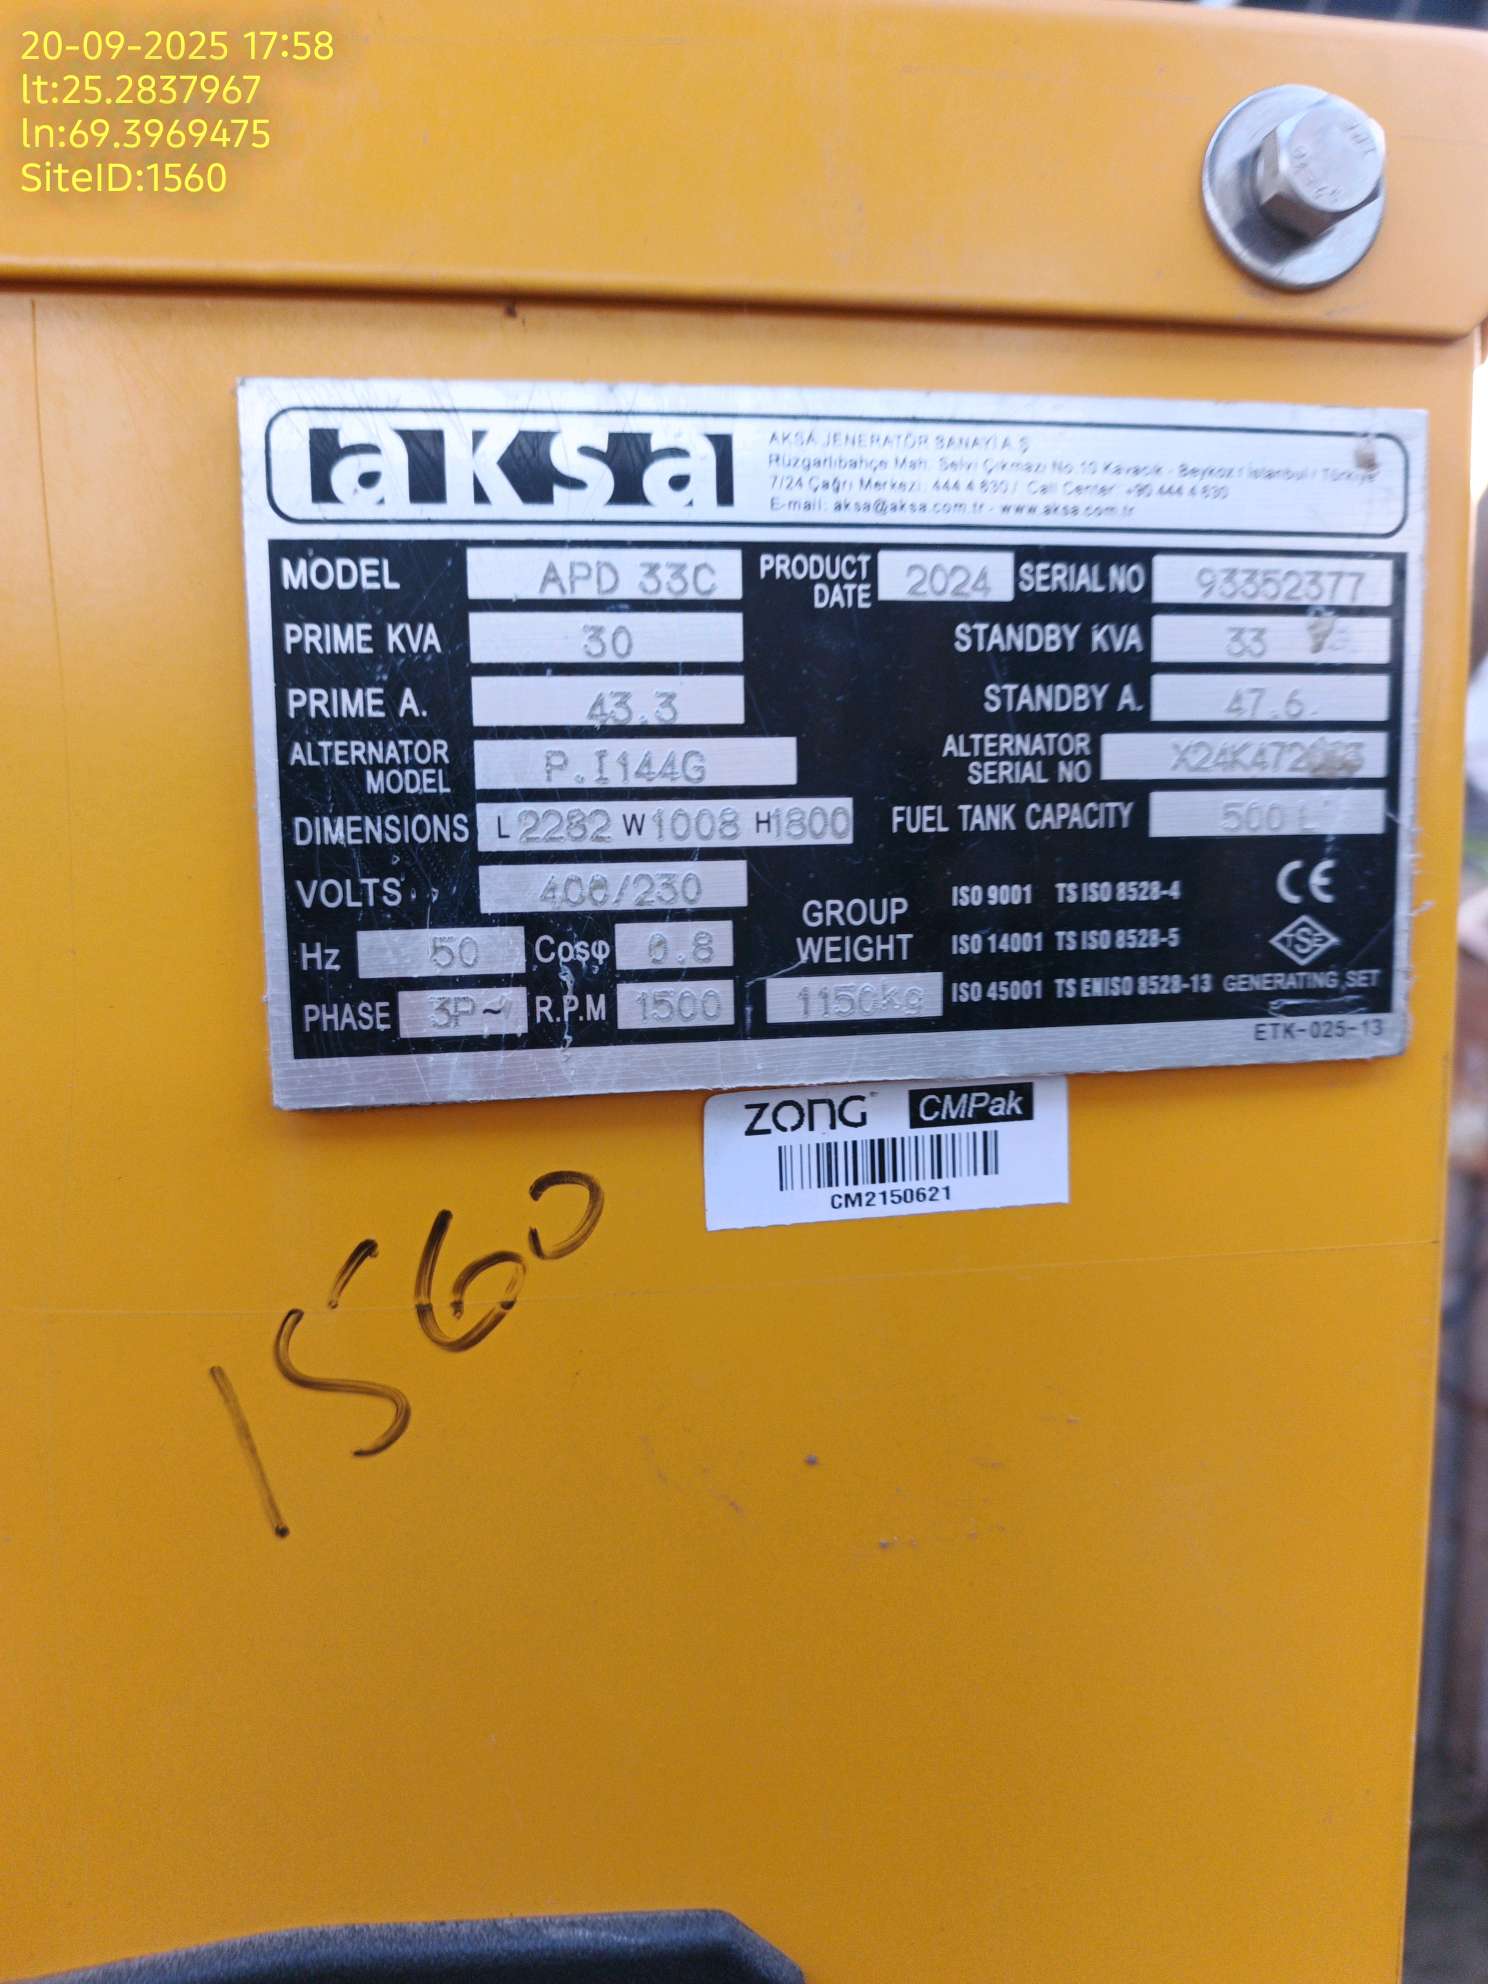 20-09-2025 17:58
lt:25.2837967
ln:69.3969475
SiteID:1560
aksa
AKSA JENERATÖR SANAYİ A.Ş
Rüzgarlıbahçe Mah. Selvi Çıkmazı No:10 Kavacık - Beykoz / İstanbul / Türkiye
7/24 Çağrı Merkezi: 444 4 630 / Call Center: +90 444 4 630
E-mail: aksa@aksa.com.tr - www.aksa.com.tr
MODEL APD 33C PRODUCT DATE 2024 SERIAL NO 93352377
PRIME KVA 30 STANDBY KVA 33
PRIME A. 43.3 STANDBY A. 47.6
ALTERNATOR MODEL P.I144G ALTERNATOR SERIAL NO
DIMENSIONS L 2282 W 1008 H 1800 FUEL TANK CAPACITY 500 L
VOLTS 400/230
Hz 50 Cosφ 0.8 GROUP WEIGHT
PHASE 3P~ R.P.M 1500 1150kg
ISO 9001 TS ISO 8528-4 CE
ISO 14001 TS ISO 8528-5 TSE
ISO 45001 TS EN ISO 8528-13 GENERATING SET
ETK-025-13
ZONG CMPak
CM2150621
1560